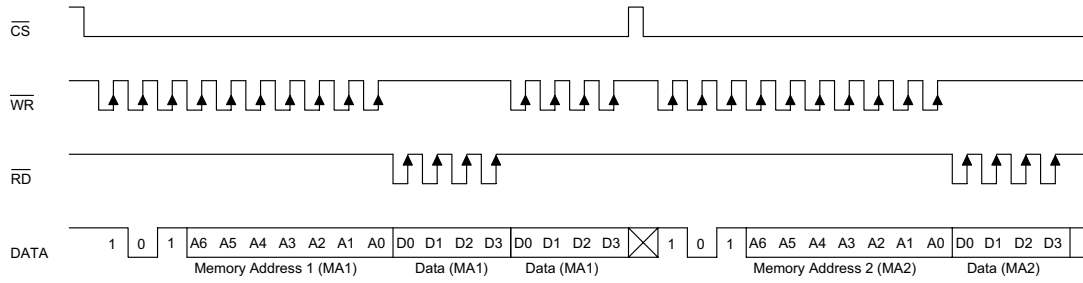 CS
WR
RD
DATA 1 0 1 A6 A5 A4 A3 A2 A1 A0 D0 D1 D2 D3 D0 D1 D2 D3 1 0 1 A6 A5 A4 A3 A2 A1 A0 D0 D1 D2 D3
Memory Address 1 (MA1) Data (MA1) Data (MA1) Memory Address 2 (MA2) Data (MA2)